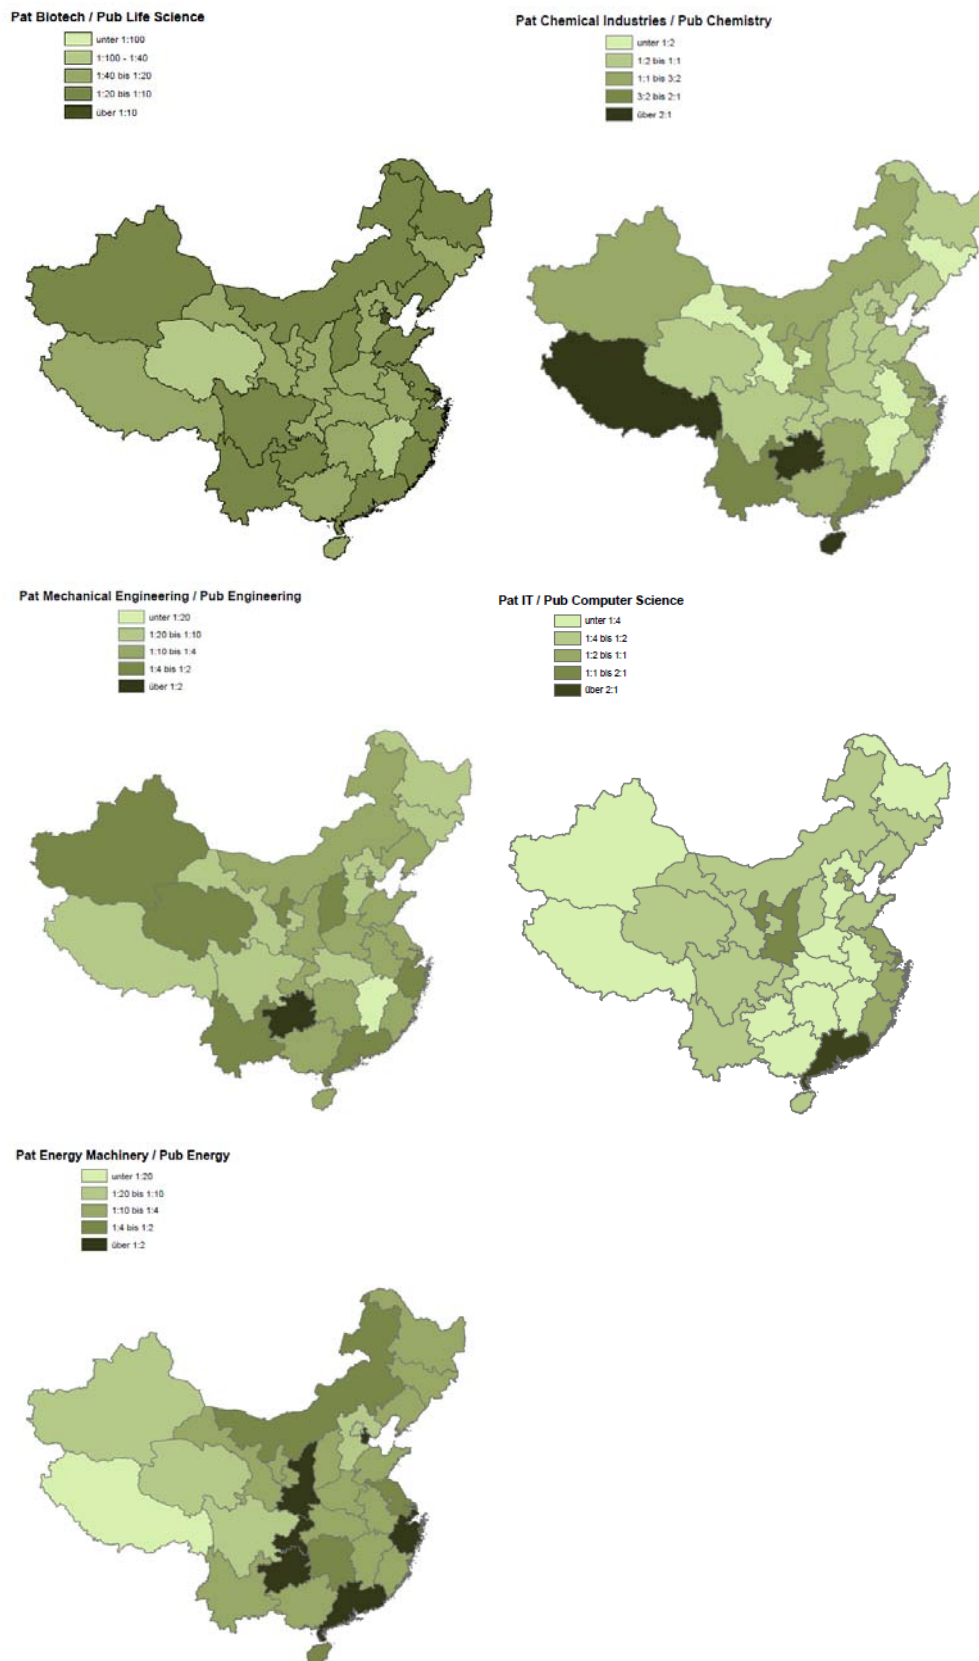 Pat Biotech / Pub Life Science
unter 1:100
1:100 - 1:40
1:40 bis 1:20
1:20 bis 1:10
über 1:10
Pat Chemical Industries / Pub Chemistry
unter 1:2
1:2 bis 1:1
1:1 bis 3:2
3:2 bis 2:1
über 2:1
Pat Mechanical Engineering / Pub Engineering
unter 1:20
1:20 bis 1:10
1:10 bis 1:4
1:4 bis 1:2
über 1:2
Pat IT / Pub Computer Science
unter 1:4
1:4 bis 1:2
1:2 bis 1:1
1:1 bis 2:1
über 2:1
Pat Energy Machinery / Pub Energy
unter 1:20
1:20 bis 1:10
1:10 bis 1:4
1:4 bis 1:2
über 1:2